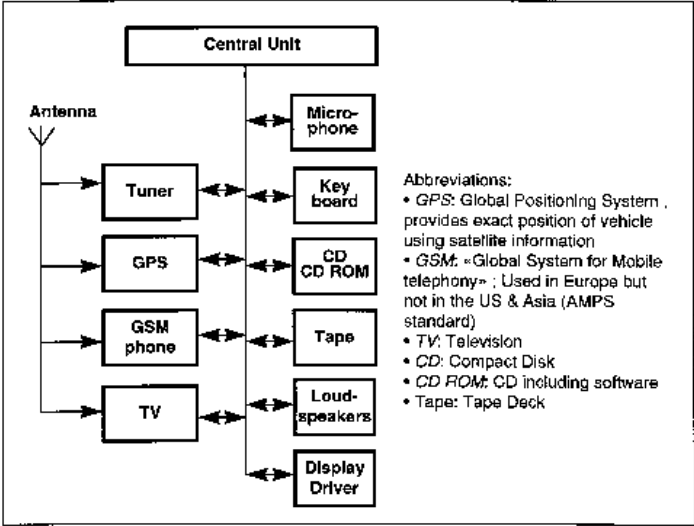 Central Unit
Antenna
Micro-
phone
Tuner
Key
board
GPS
CD
CD ROM
GSM
phone
Tape
TV
Loud-
speakers
Display
Driver
Abbreviations:
• GPS: Global Positioning System ,
provides exact position of vehicle
using satellite information
• GSM: «Global System for Mobile
telephony» ; Used in Europe but
not in the US & Asia (AMPS
standard)
• TV: Television
• CD: Compact Disk
• CD ROM: CD including software
• Tape: Tape Deck